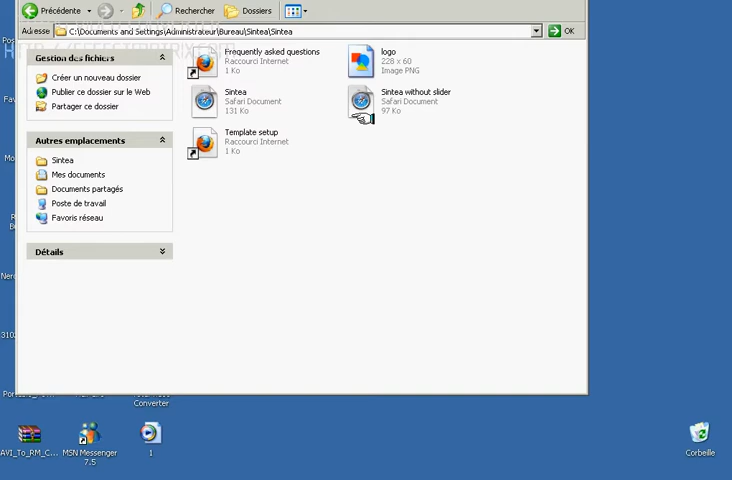 Précédente
Rechercher
Dossiers
Adresse
C:\Documents and Settings\Administrateur\Bureau\Sintea\Sintea
OK
Gestion des fichiers
Créer un nouveau dossier
Publier ce dossier sur le Web
Partager ce dossier
Autres emplacements
Sintea
Mes documents
Documents partagés
Poste de travail
Favoris réseau
Détails
Frequently asked questions
Raccourci Internet
1 Ko
logo
228 x 60
Image PNG
Sintea
Safari Document
131 Ko
Sintea without slider
Safari Document
97 Ko
Template setup
Raccourci Internet
1 Ko
Converter
AVI_To_RM_C...
MSN Messenger
7.5
1
Corbeille